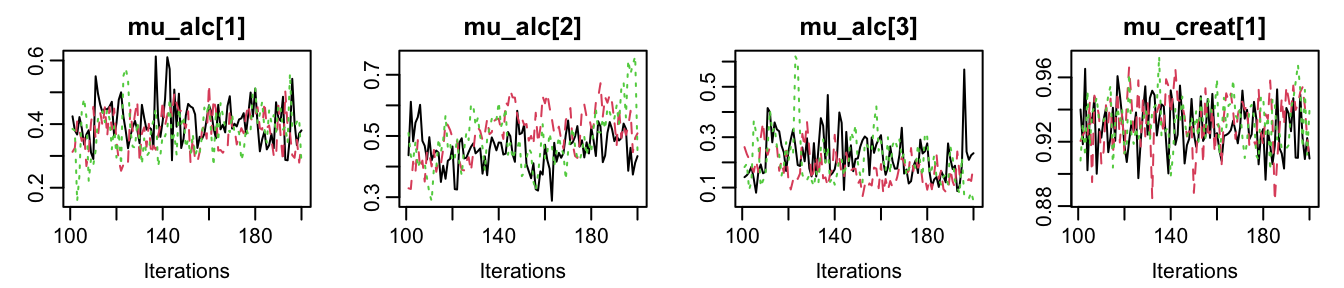 mu_alc[1] mu_alc[2] mu_alc[3] mu_creat[1]
0.6 0.4 0.2
0.7 0.5 0.3
0.5 0.3 0.1
0.96 0.92 0.88
100 140 180 100 140 180 100 140 180 100 140 180
Iterations Iterations Iterations Iterations